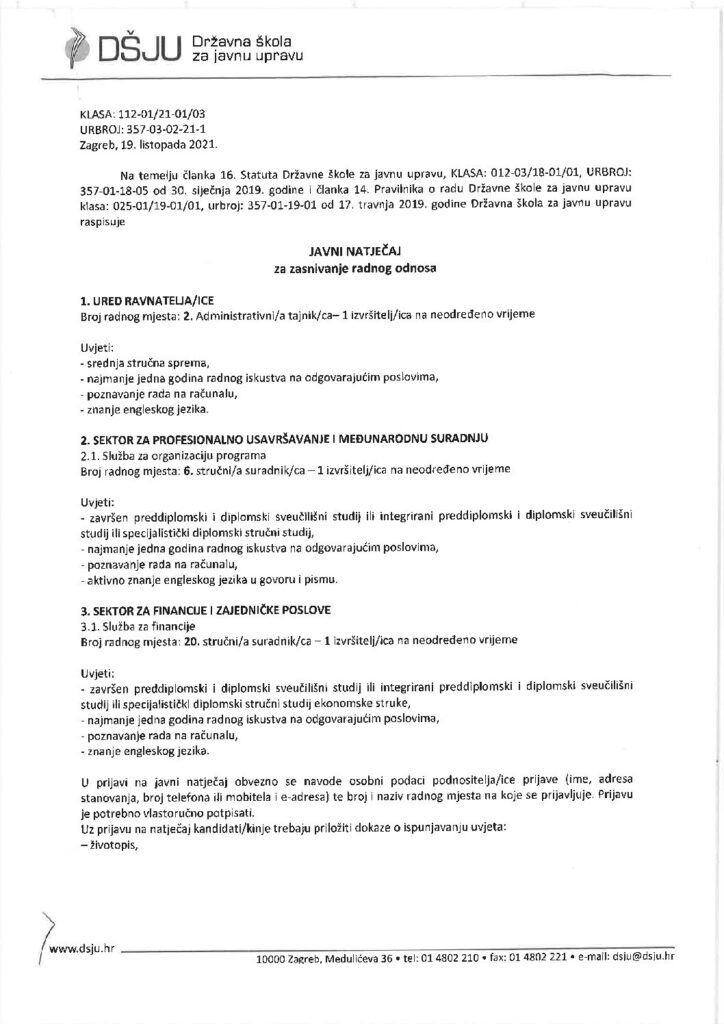 DŠJU Državna škola
za javnu upravu
KLASA: 112-01/21-01/03
URBROJ: 357-03-02-21-1
Zagreb, 19. listopada 2021.
Na temelju članka 16. Statuta Državne škole za javnu upravu, KLASA: 012-03/18-01/01, URBROJ:
357-01-18-05 od 30. siječnja 2019. godine i članka 14. Pravilnika o radu Državne škole za javnu upravu
klasa: 025-01/19-01/01, urbroj: 357-01-19-01 od 17. travnja 2019. godine Državna škola za javnu upravu
raspisuje
JAVNI NATJEČAJ
za zasnivanje radnog odnosa
1. URED RAVNATELJA/ICE
Broj radnog mjesta: 2. Administrativni/a tajnik/ca– 1 izvršitelj/ica na neodređeno vrijeme
Uvjeti:
- srednja stručna sprema,
- najmanje jedna godina radnog iskustva na odgovarajućim poslovima,
- poznavanje rada na računalu,
- znanje engleskog jezika.
2. SEKTOR ZA PROFESIONALNO USAVRŠAVANJE I MEĐUNARODNU SURADNJU
2.1. Služba za organizaciju programa
Broj radnog mjesta: 6. stručni/a suradnik/ca – 1 izvršitelj/ica na neodređeno vrijeme
Uvjeti:
- završen preddiplomski i diplomski sveučilišni studij ili integrirani preddiplomski i diplomski sveučilišni
studij ili specijalistički diplomski stručni studij,
- najmanje jedna godina radnog iskustva na odgovarajućim poslovima,
- poznavanje rada na računalu,
- aktivno znanje engleskog jezika u govoru i pismu.
3. SEKTOR ZA FINANCIJE I ZAJEDNIČKE POSLOVE
3.1. Služba za financije
Broj radnog mjesta: 20. stručni/a suradnik/ca – 1 izvršitelj/ica na neodređeno vrijeme
Uvjeti:
- završen preddiplomski i diplomski sveučilišni studij ili integrirani preddiplomski i diplomski sveučilišni
studij ili specijalistički diplomski stručni studij ekonomske struke,
- najmanje jedna godina radnog iskustva na odgovarajućim poslovima,
- poznavanje rada na računalu,
- znanje engleskog jezika.
U prijavi na javni natječaj obvezno se navode osobni podaci podnositelja/ice prijave (ime, adresa
stanovanja, broj telefona ili mobitela i e-adresa) te broj i naziv radnog mjesta na koje se prijavljuje. Prijavu
je potrebno vlastoručno potpisati.
Uz prijavu na natječaj kandidati/kinje trebaju priložiti dokaze o ispunjavanju uvjeta:
– životopis,
www.dsju.hr
10000 Zagreb, Medulićeva 36 • tel: 01 4802 210 • fax: 01 4802 221 • e-mail: dsju@dsju.hr